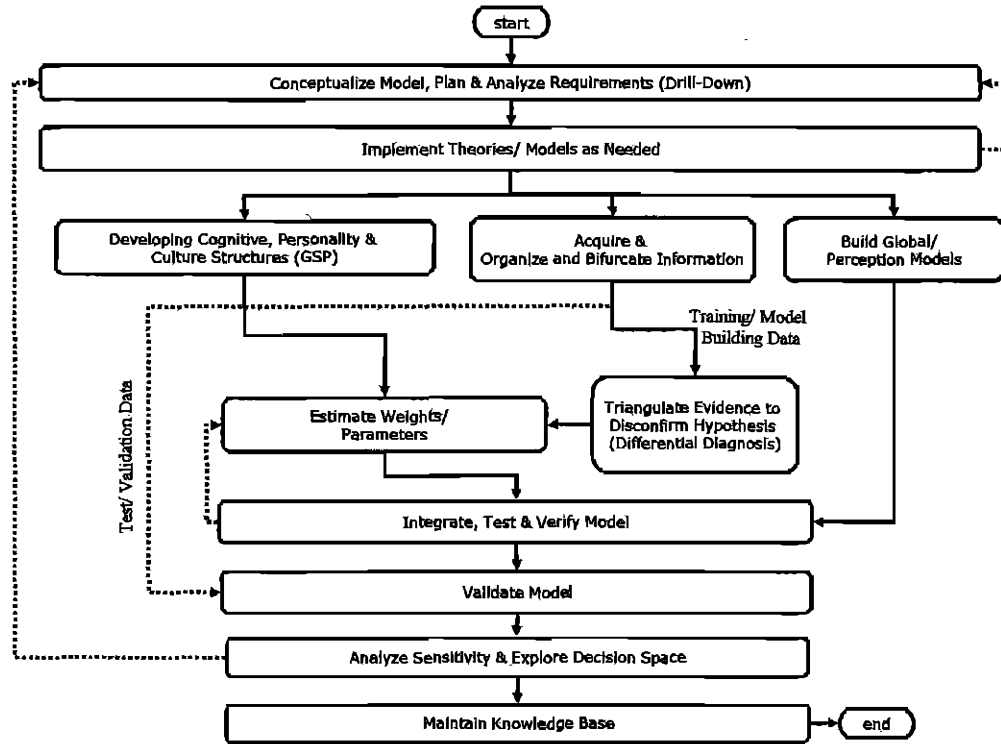 start
Conceptualize Model, Plan & Analyze Requirements (Drill-Down)
Implement Theories/ Models as Needed
Developing Cognitive, Personality &
Culture Structures (GSP)
Acquire &
Organize and Bifurcate Information
Build Global/
Perception Models
Training/ Model
Building Data
Test/ Validation Data
Estimate Weights/
Parameters
Triangulate Evidence to
Disconfirm Hypothesis
(Differential Diagnosis)
Integrate, Test & Verify Model
Validate Model
Analyze Sensitivity & Explore Decision Space
Maintain Knowledge Base
end